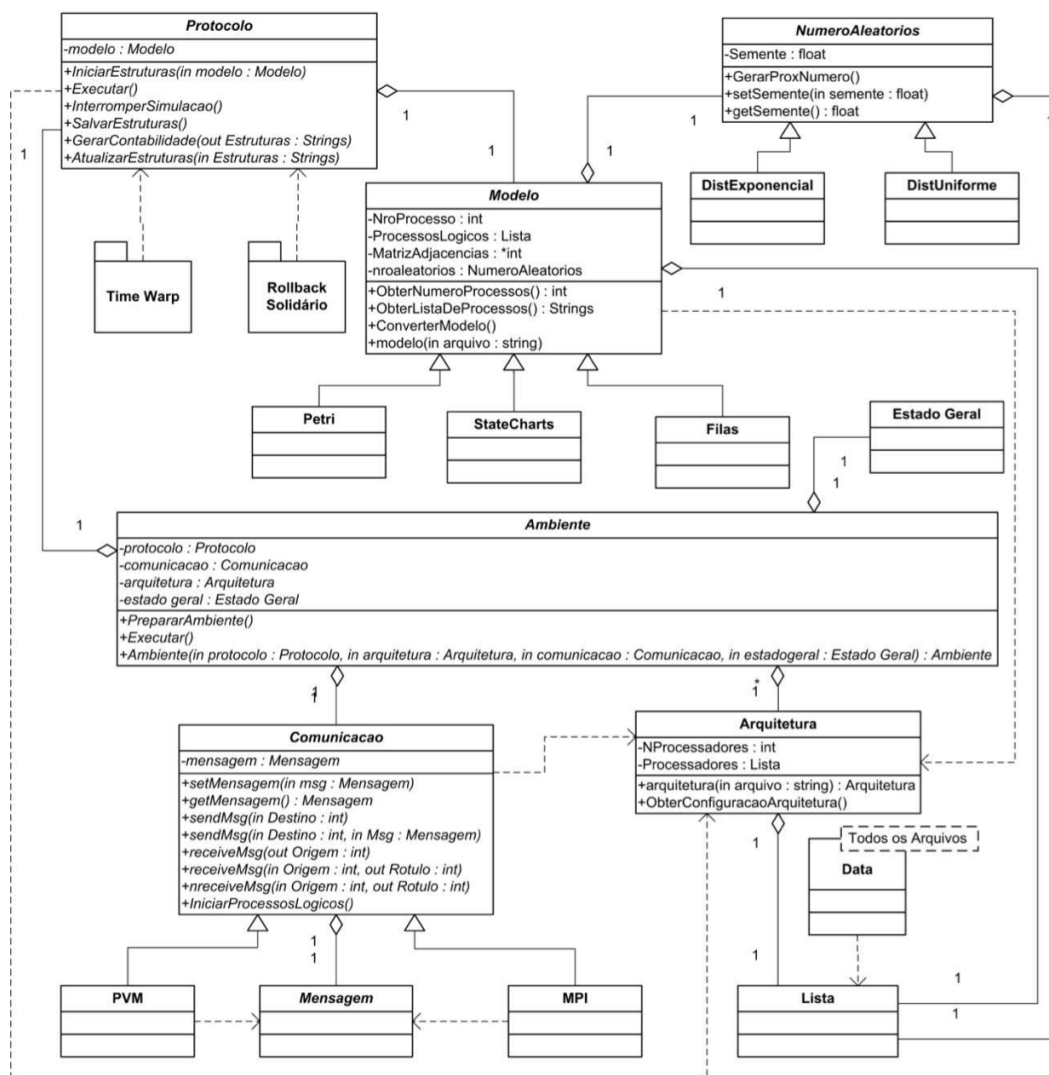 Protocolo
-modelo : Modelo
+IniciarEstruturas(in modelo : Modelo)
+Executar()
+InterromperSimulacao()
+SalvarEstruturas()
+GerarContabilidade(out Estruturas : Strings)
+AtualizarEstruturas(in Estruturas : Strings)
1
1
1
NumeroAleatorios
-Semente : float
+GerarProxNumero()
+setSemente(in semente : float)
+getSemente() : float
1
1
1
DistExponencial
DistUniforme
Time Warp
Rollback
Solidário
Modelo
-NroProcesso : int
-ProcessosLogicos : Lista
-MatrizAdjacencias : *int
-nroaleatorios : NumeroAleatorios
+ObterNumeroProcessos() : int
+ObterListaDeProcessos() : Strings
+ConverterModelo()
+modelo(in arquivo : string)
1
Petri
StateCharts
Filas
Estado Geral
1
1
1
Ambiente
-protocolo : Protocolo
-comunicacao : Comunicacao
-arquitetura : Arquitetura
-estado geral : Estado Geral
+PrepararAmbiente()
+Executar()
+Ambiente(in protocolo : Protocolo, in arquitetura : Arquitetura, in comunicacao : Comunicacao, in estadogeral : Estado Geral) : Ambiente
1
1
*
1
Comunicacao
-mensagem : Mensagem
+setMensagem(in msg : Mensagem)
+getMensagem() : Mensagem
+sendMsg(in Destino : int)
+sendMsg(in Destino : int, in Msg : Mensagem)
+receiveMsg(out Origem : int)
+receiveMsg(in Origem : int, out Rotulo : int)
+nreceiveMsg(in Origem : int, out Rotulo : int)
+IniciarProcessosLogicos()
Arquitetura
-NProcessadores : int
-Processadores : Lista
+arquitetura(in arquivo : string) : Arquitetura
+ObterConfiguracaoArquitetura()
1
Todos os Arquivos
Data
1
1
1
1
1
PVM
Mensagem
MPI
Lista